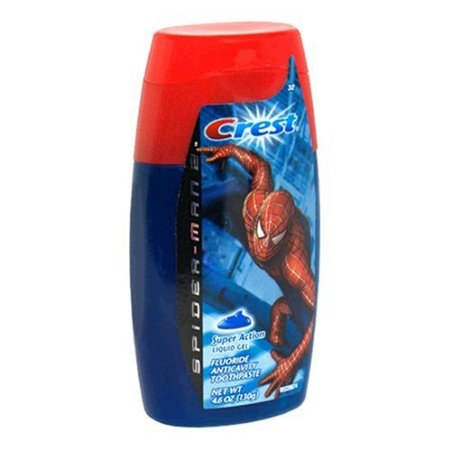 Crest
SPIDER-MAN 2
Super Action
LIQUID GEL
FLUORIDE
ANTICAVITY
TOOTHPASTE
NET WT
4.6 OZ (130g)